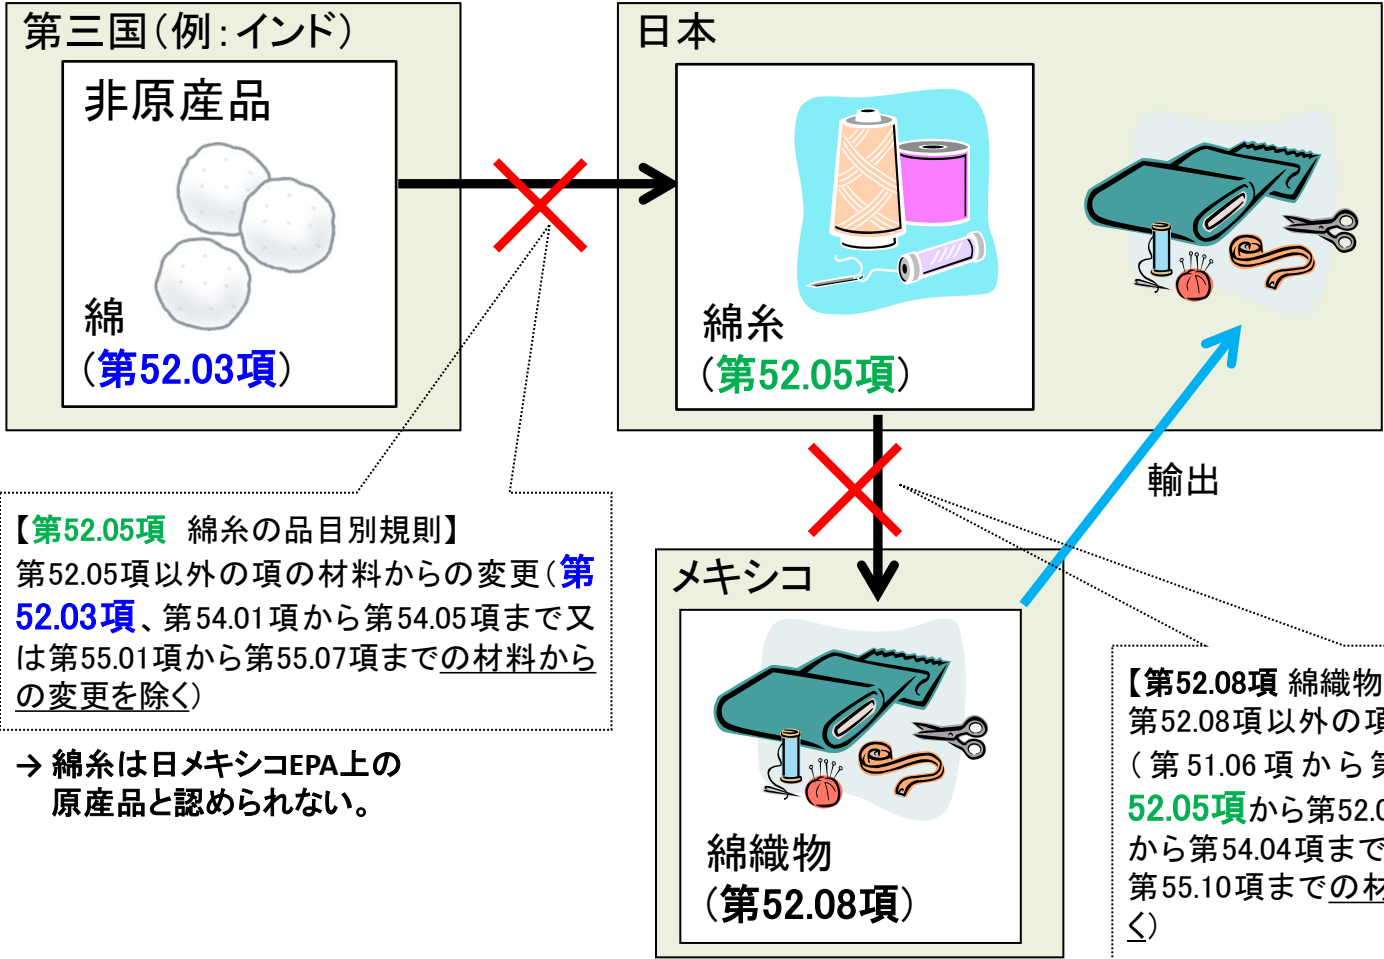 第三国（例：インド）
非原産品
綿
（第52.03項）
日本
綿糸
（第52.05項）
輸出
【第52.05項　綿糸の品目別規則】
第52.05項以外の項の材料からの変更（第
52.03項、第54.01項から第54.05項まで又
は第55.01項から第55.07項までの材料から
の変更を除く）
→ 綿糸は日メキシコEPA上の
原産品と認められない。
メキシコ
綿織物
（第52.08項）
【第52.08項 綿織物
第52.08項以外の項
（第51.06項から第
52.05項から第52.0
から第54.04項まで
第55.10項までの材
く）